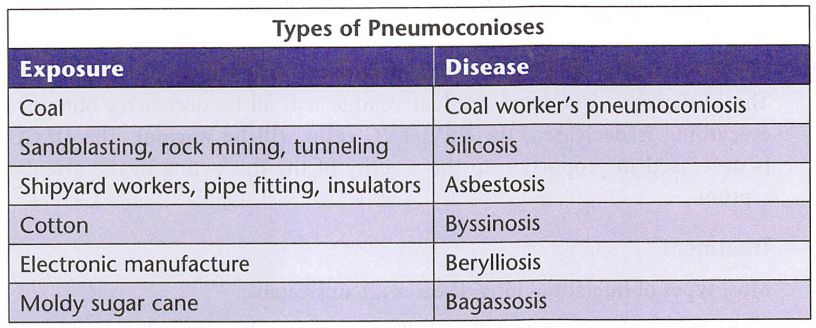 Types of Pneumoconioses
Exposure Disease
Coal Coal worker's pneumoconiosis
Sandblasting, rock mining, tunneling Silicosis
Shipyard workers, pipe fitting, insulators Asbestosis
Cotton Byssinosis
Electronic manufacture Berylliosis
Moldy sugar cane Bagassosis